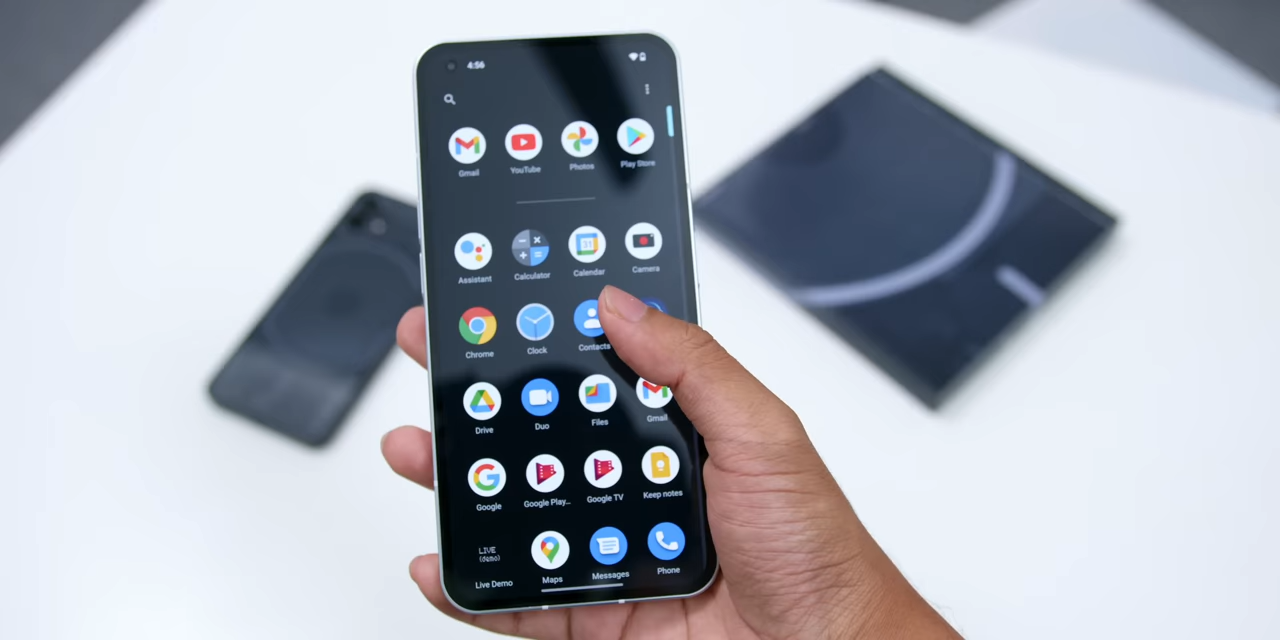 4:56
Gmail
YouTube
Photos
Play Store
Assistant
Calculator
Calendar
31
Camera
Chrome
Clock
Contacts
Drive
Duo
Files
Gmail
Google
Google Play...
Google TV
Keep notes
LIVE
(demo)
Live Demo
Maps
Messages
Phone